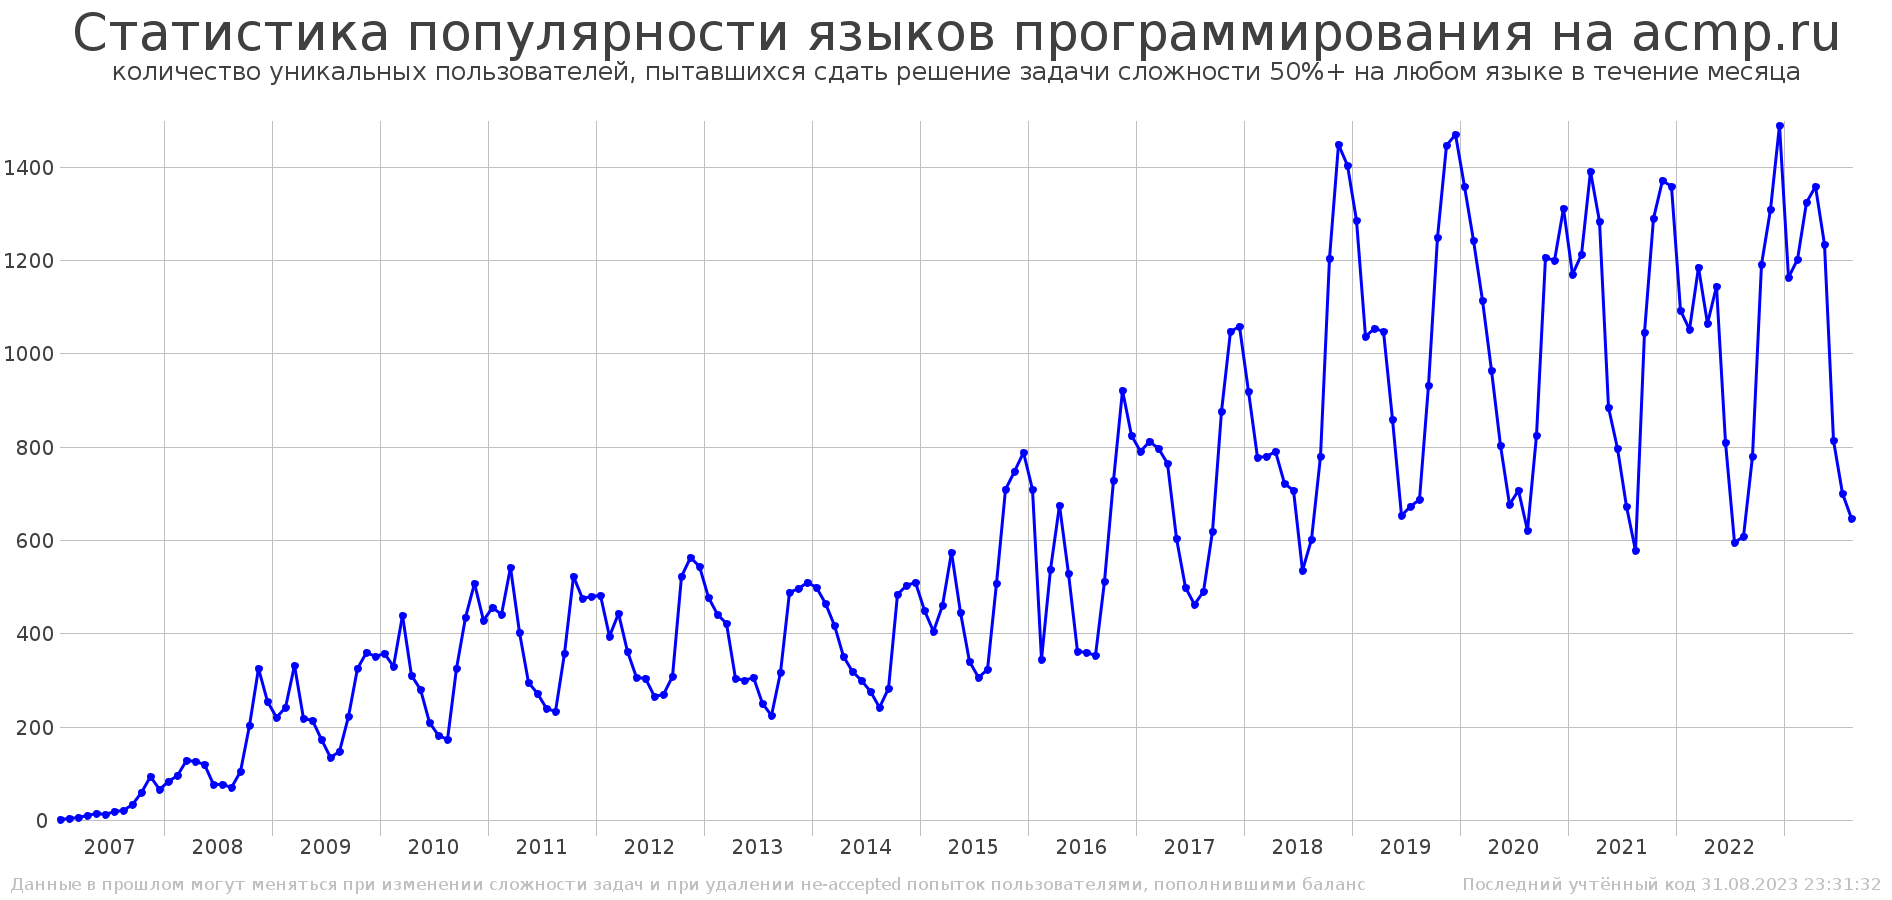 Статистика популярности языков программирования на acmp.ru
количество уникальных пользователей, пытавшихся сдать решение задачи сложности 50%+ на любом языке в течение месяца
1400
1200
1000
800
600
400
200
0
2007 2008 2009 2010 2011 2012 2013 2014 2015 2016 2017 2018 2019 2020 2021 2022
Данные в прошлом могут меняться при изменении сложности задач и при удалении не-accepted попыток пользователями, пополнившими баланс Последний учтённый код 31.08.2023 23:31:32